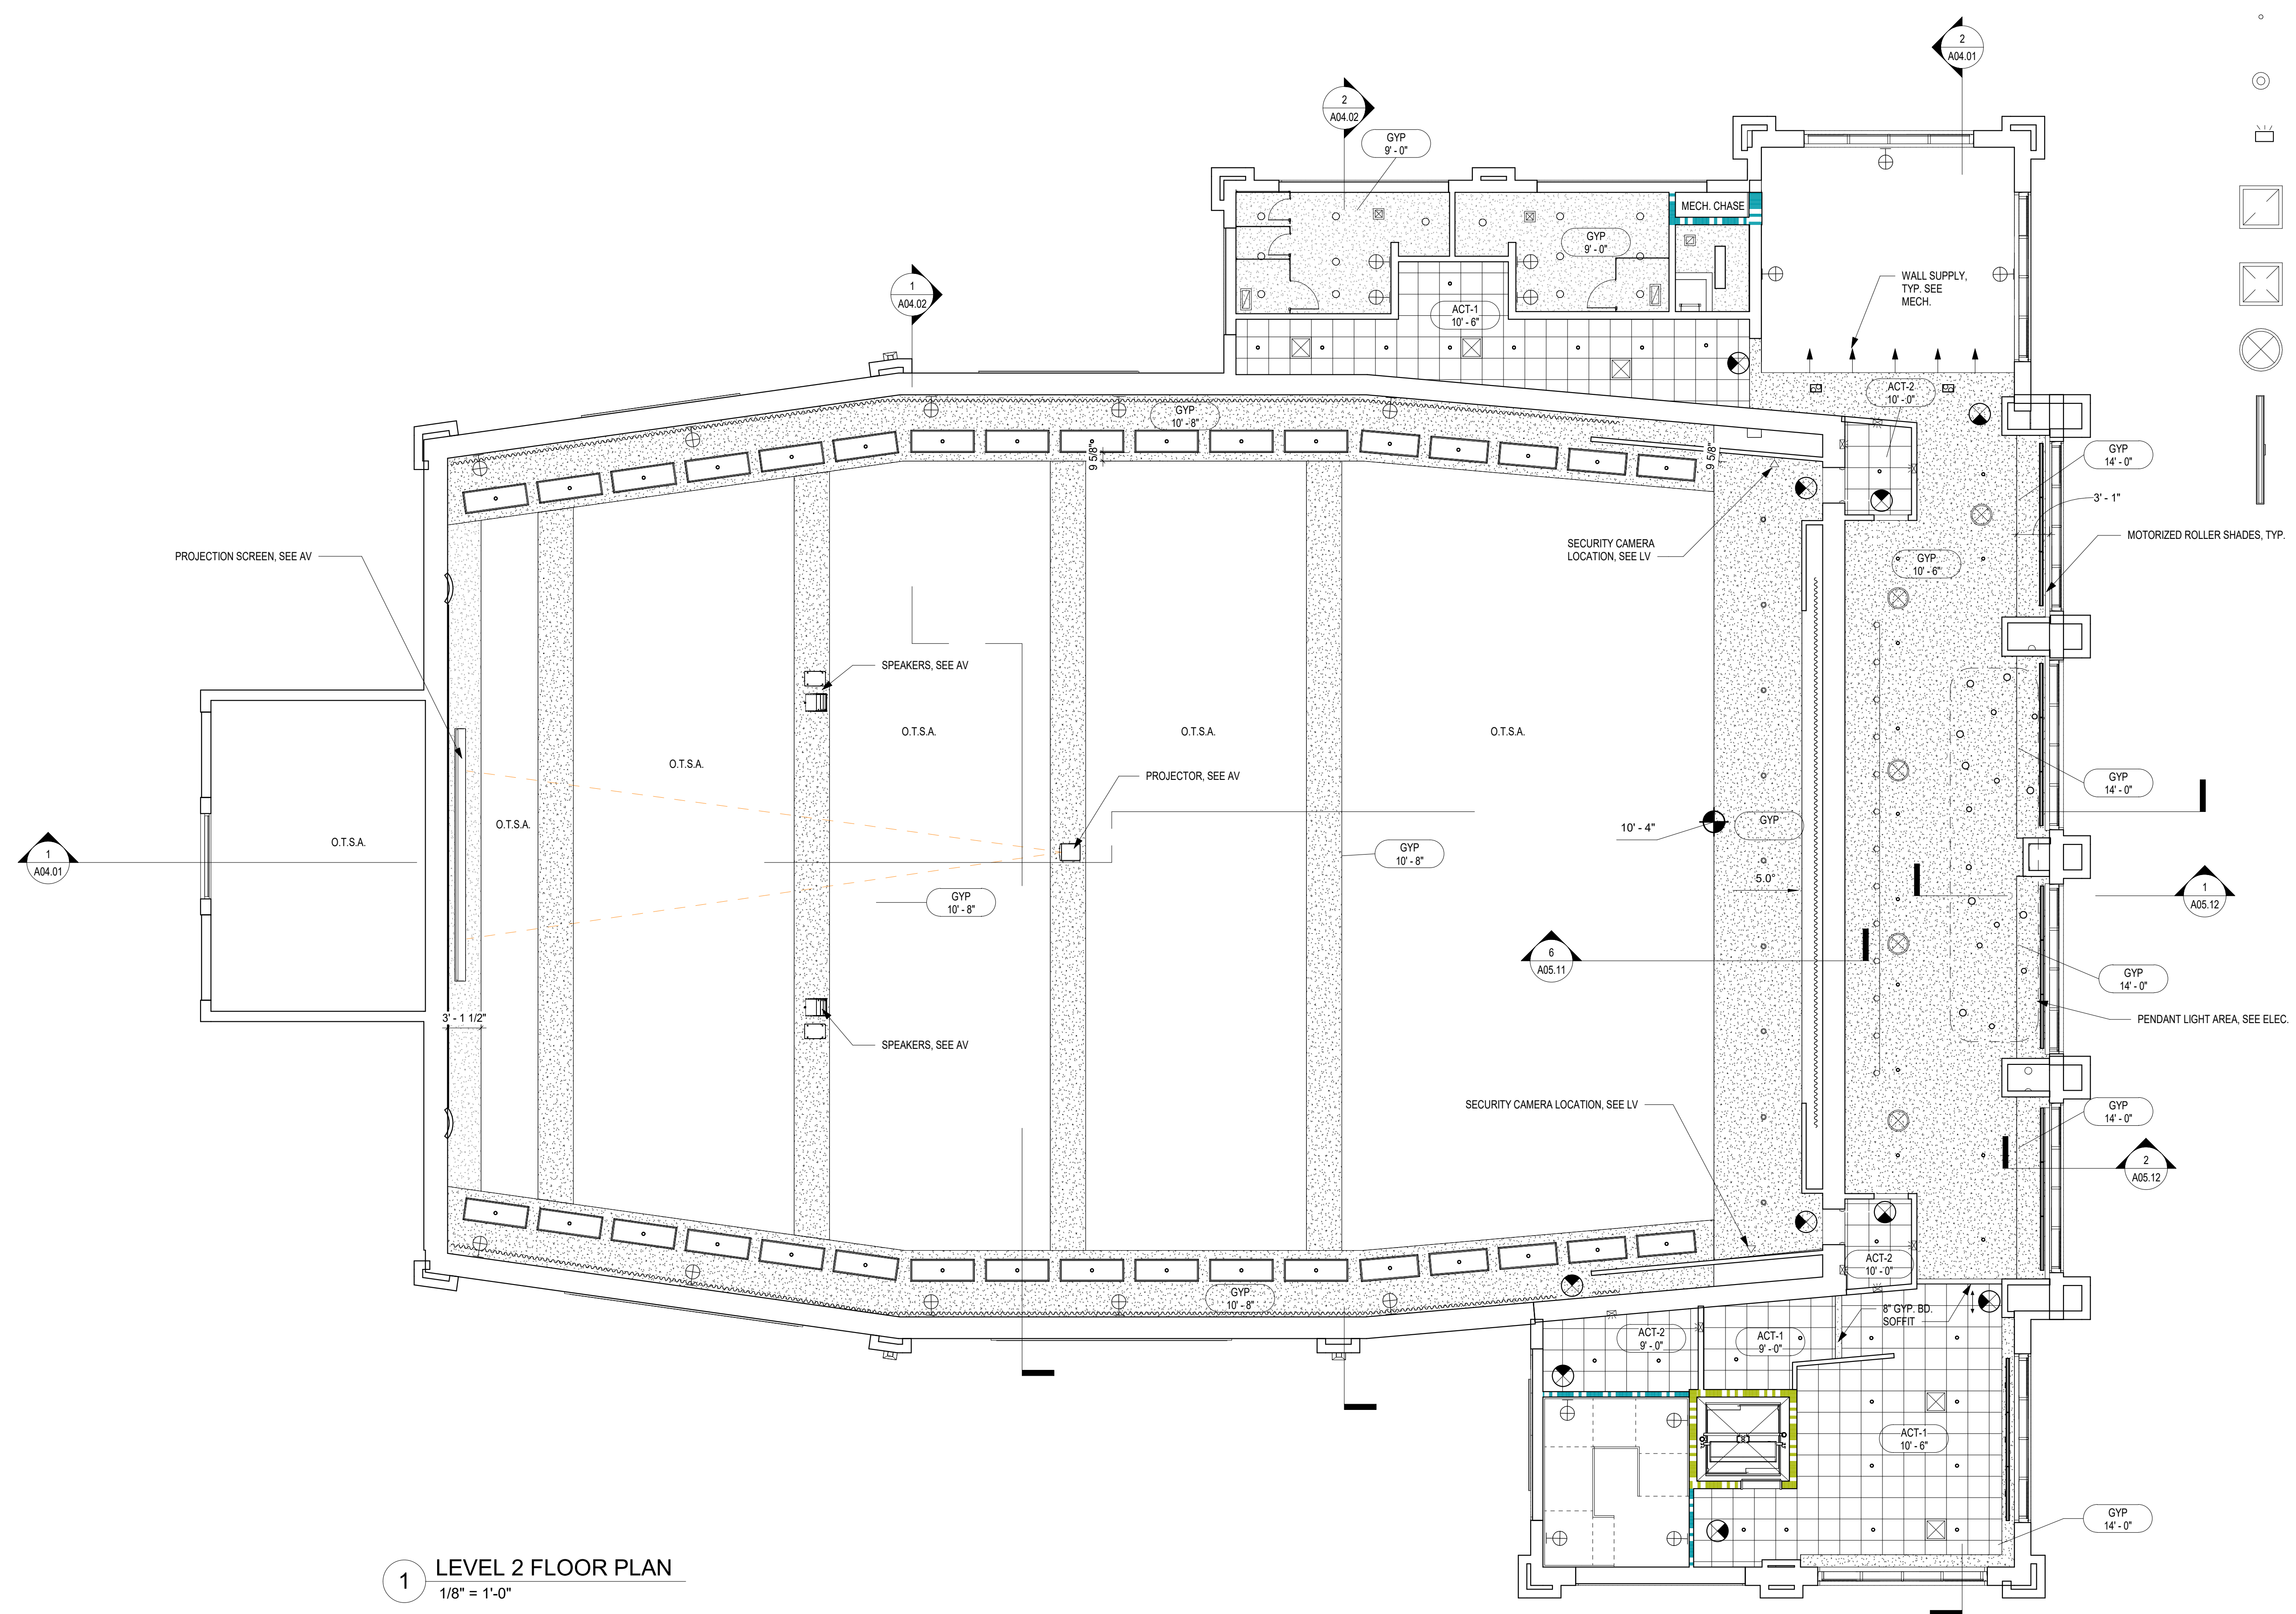 2
A04.01
2
A04.02
GYP
9' - 0"
MECH. CHASE
GYP
9' - 0"
WALL SUPPLY,
TYP. SEE
MECH.
1
A04.02
ACT-1
10' - 6"
ACT-2
10' - 0"
GYP
10' - 8"
9 5/8"
9 5/8"
GYP
14' - 0"
3' - 1"
MOTORIZED ROLLER SHADES, TYP.
PROJECTION SCREEN, SEE AV
SECURITY CAMERA
LOCATION, SEE LV
GYP
10' - 6"
SPEAKERS, SEE AV
O.T.S.A.
O.T.S.A.
O.T.S.A.
O.T.S.A.
PROJECTOR, SEE AV
GYP
14' - 0"
O.T.S.A.
O.T.S.A.
10' - 4"
GYP
1
A04.01
GYP
10' - 8"
5.0°
GYP
10' - 8"
1
A05.12
6
A05.11
GYP
14' - 0"
3' - 1 1/2"
PENDANT LIGHT AREA, SEE ELEC.
SPEAKERS, SEE AV
SECURITY CAMERA LOCATION, SEE LV
GYP
14' - 0"
2
A05.12
ACT-2
10' - 0"
GYP
10' - 8"
8" GYP. BD.
SOFFIT
ACT-2
9' - 0"
ACT-1
9' - 0"
ACT-1
10' - 6"
GYP
14' - 0"
1
LEVEL 2 FLOOR PLAN
1/8" = 1'-0"